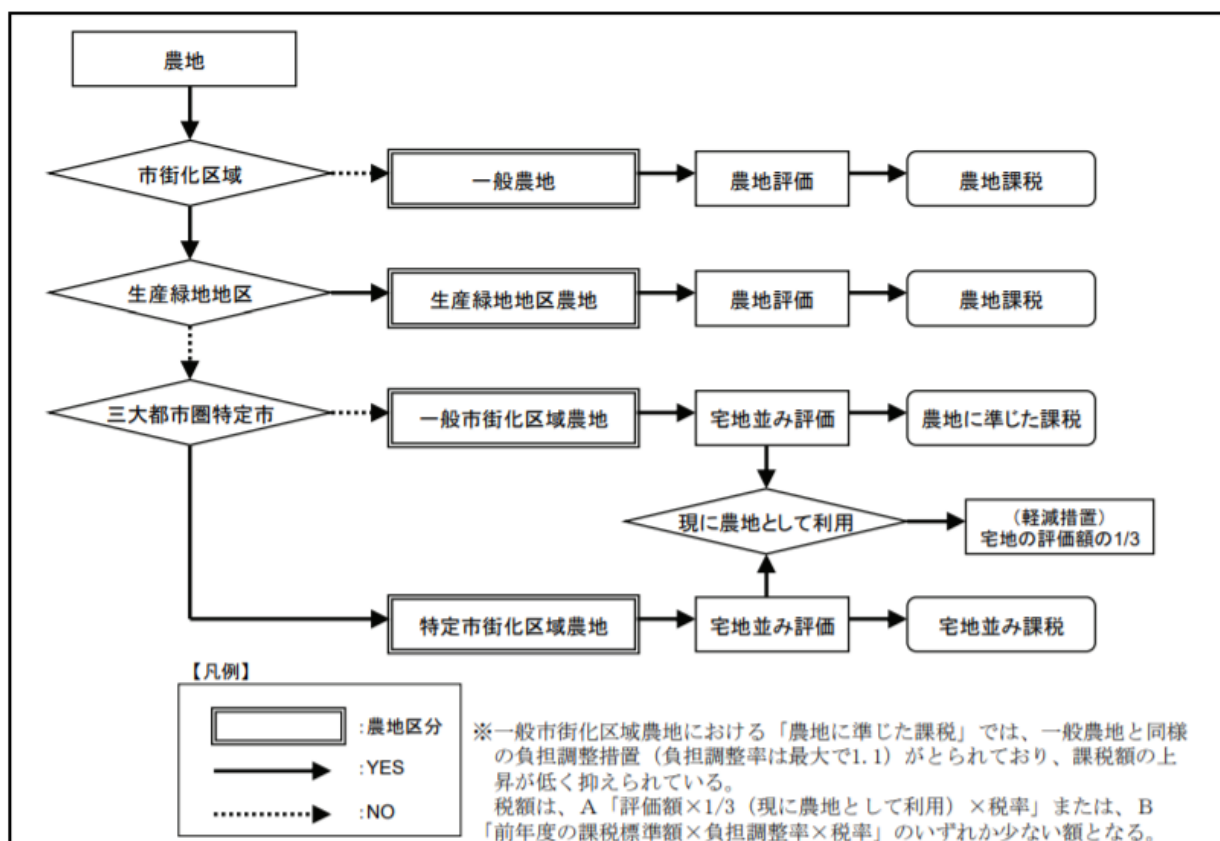 農地
市街化区域
一般農地
農地評価
農地課税
生産緑地地区
生産緑地地区農地
農地評価
農地課税
三大都市圏特定市
一般市街化区域農地
宅地並み評価
農地に準じた課税
現に農地として利用
（軽減措置）
宅地の評価額の1/3
特定市街化区域農地
宅地並み評価
宅地並み課税
【凡例】
:農地区分
:YES
:NO
※一般市街化区域農地における「農地に準じた課税」では、一般農地と同様
の負担調整措置（負担調整率は最大で1.1）がとられており、課税額の上
昇が低く抑えられている。
税額は、A「評価額×1/3（現に農地として利用）×税率」または、B
「前年度の課税標準額×負担調整率×税率」のいずれか少ない額となる。